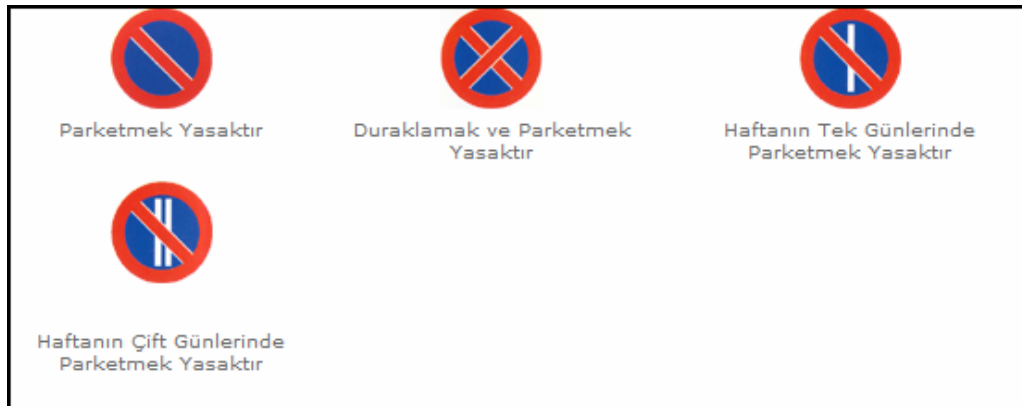 Parketmek Yasaktır
Duraklamak ve Parketmek
Yasaktır
Haftanın Tek Günlerinde
Parketmek Yasaktır
Haftanın Çift Günlerinde
Parketmek Yasaktır